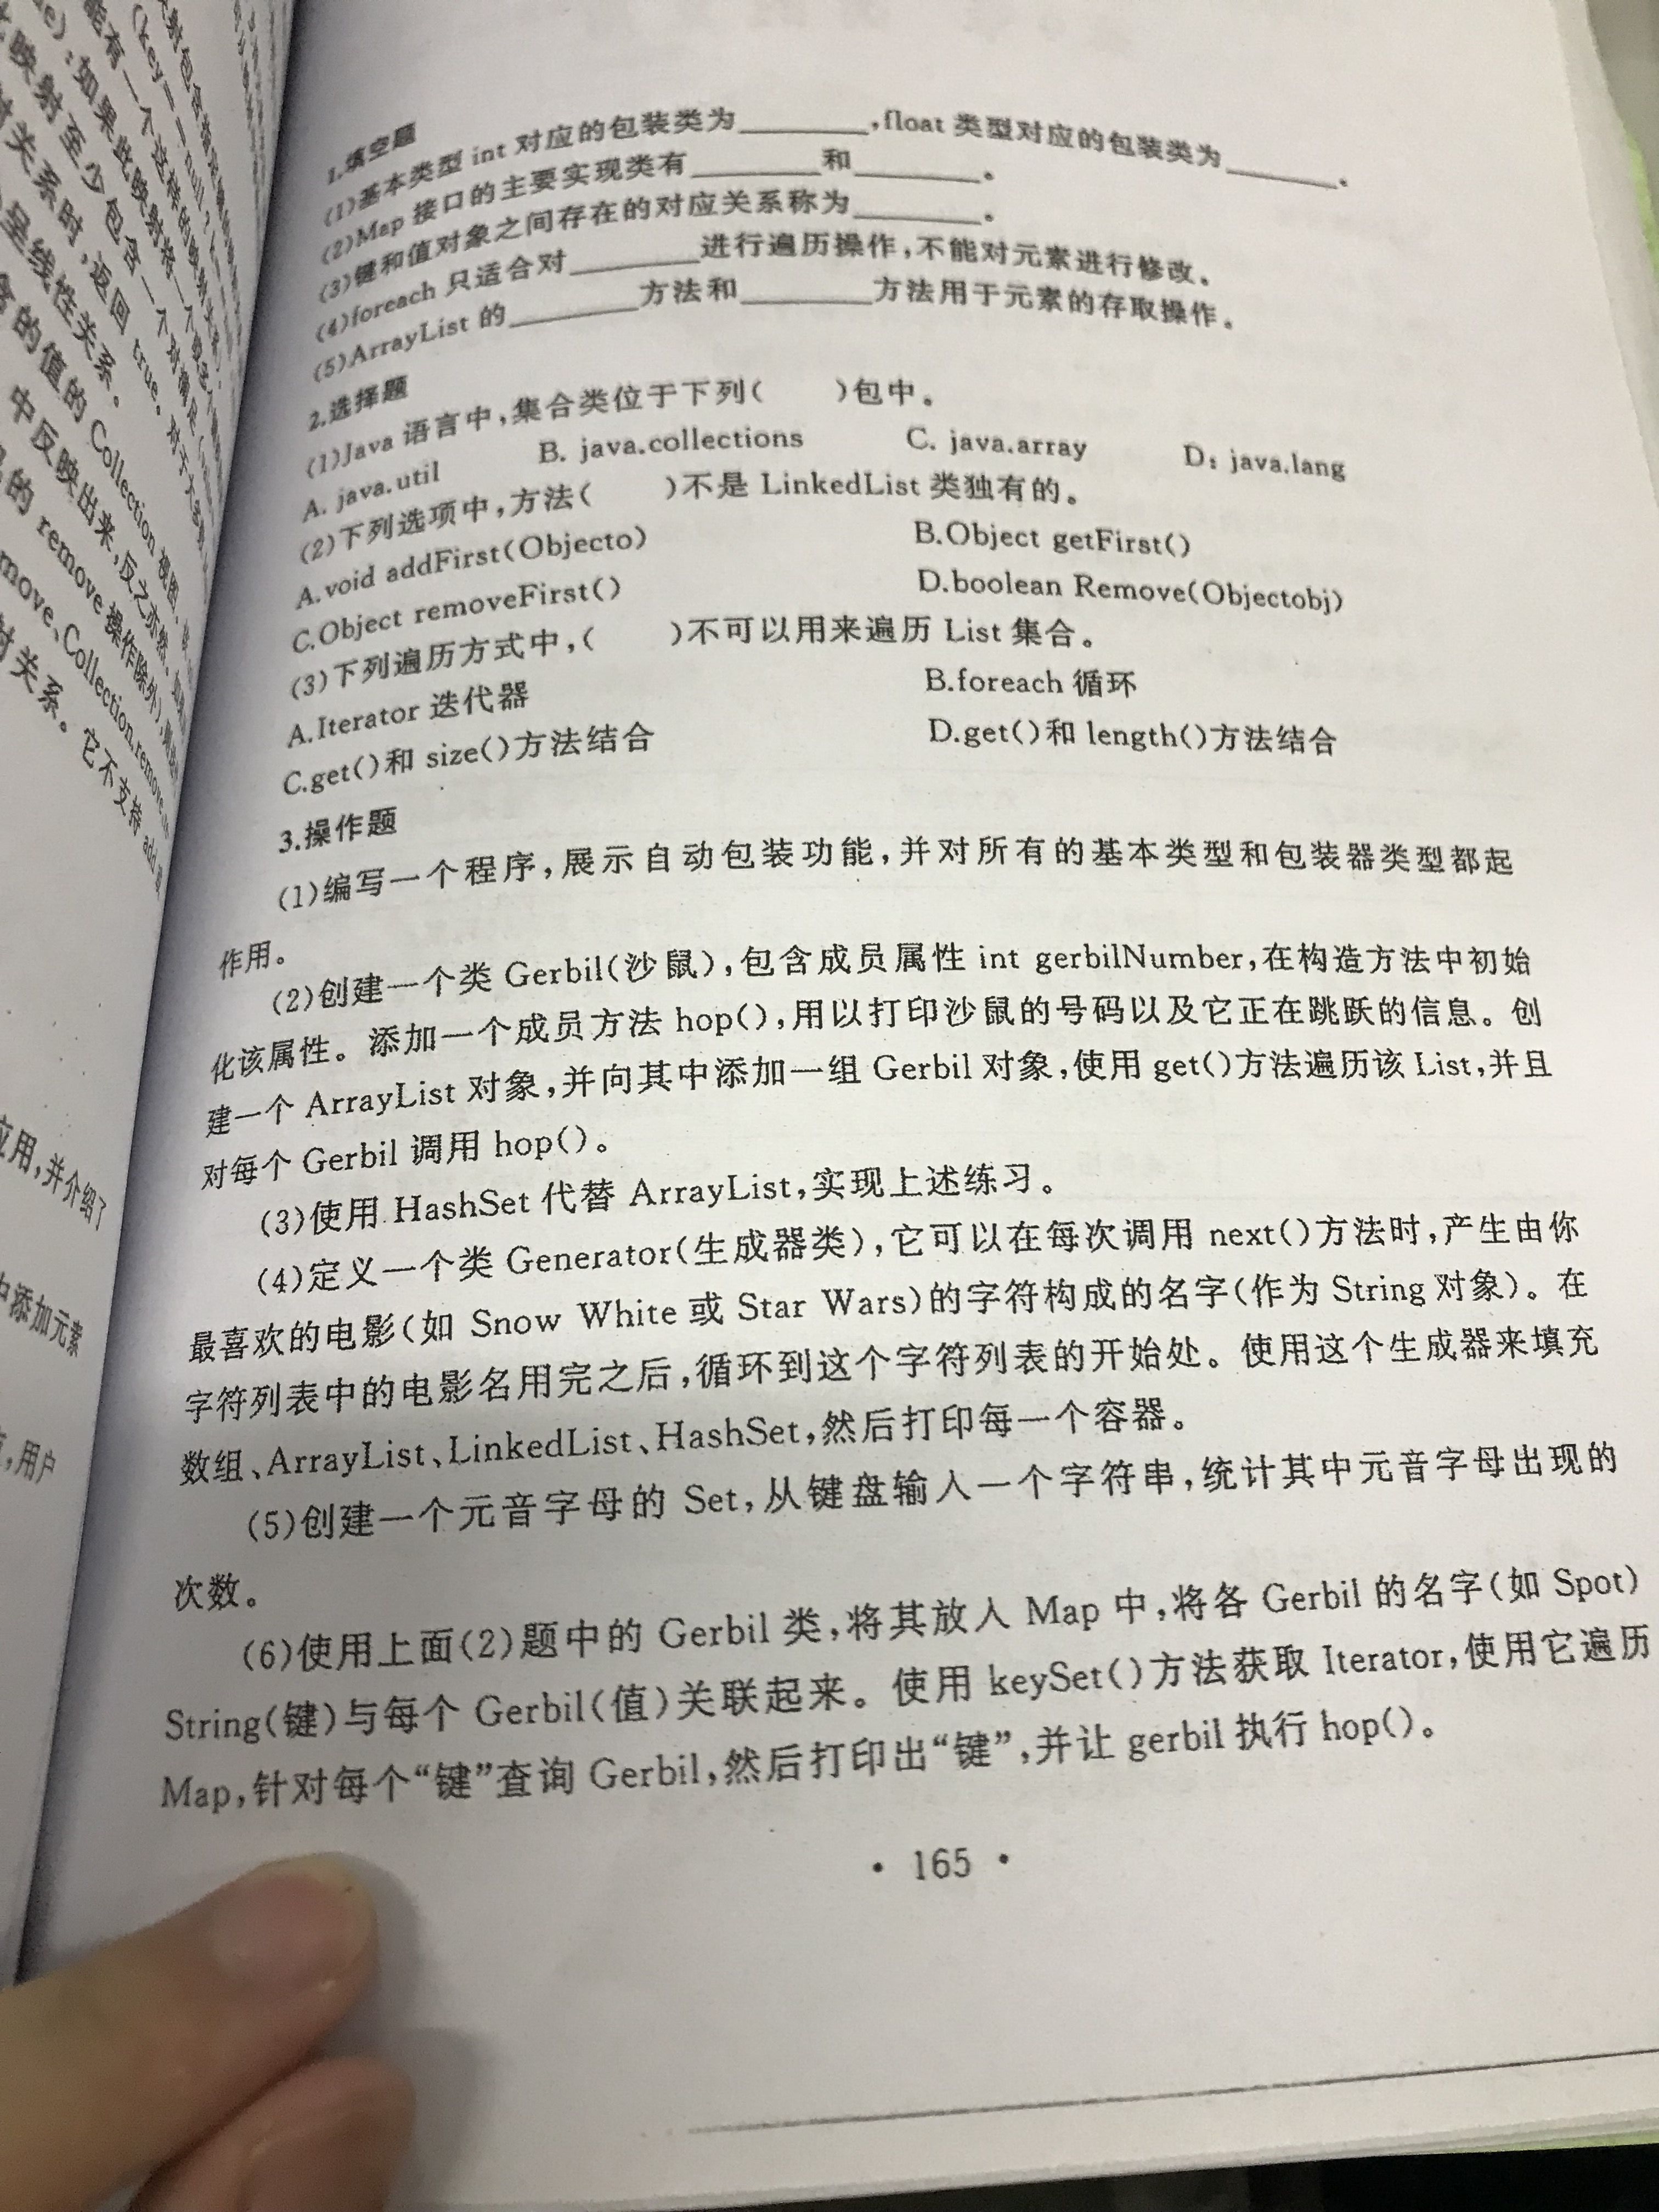 1.填空题
(1)基本类型 int 对应的包装类为________,float 类型对应的包装类为________。
(2)Map 接口的主要实现类有________和________。
(3)键和值对象之间存在的对应关系称为________。
(4)foreach 只适合对________进行遍历操作,不能对元素进行修改。
(5)ArrayList 的________方法和________方法用于元素的存取操作。
2.选择题
(1)Java 语言中,集合类位于下列(    )包中。
A. java.util    B. java.collections    C. java.array    D: java.lang
(2)下列选项中,方法(    )不是 LinkedList 类独有的。
A.void addFirst(Objecto)    B.Object getFirst()
C.Object removeFirst()    D.boolean Remove(Objectobj)
(3)下列遍历方式中,(    )不可以用来遍历 List 集合。
A.Iterator 迭代器    B.foreach 循环
C.get()和 size()方法结合    D.get()和 length()方法结合
3.操作题
(1)编写一个程序,展示自动包装功能,并对所有的基本类型和包装器类型都起
作用。
(2)创建一个类 Gerbil(沙鼠),包含成员属性 int gerbilNumber,在构造方法中初始
化该属性。添加一个成员方法 hop(),用以打印沙鼠的号码以及它正在跳跃的信息。创
建一个 ArrayList 对象,并向其中添加一组 Gerbil 对象,使用 get()方法遍历该 List,并且
对每个 Gerbil 调用 hop()。
(3)使用 HashSet 代替 ArrayList,实现上述练习。
(4)定义一个类 Generator(生成器类),它可以在每次调用 next()方法时,产生由你
最喜欢的电影(如 Snow White 或 Star Wars)的字符构成的名字(作为 String 对象)。在
字符列表中的电影名用完之后,循环到这个字符列表的开始处。使用这个生成器来填充
数组、ArrayList、LinkedList、HashSet,然后打印每一个容器。
(5)创建一个元音字母的 Set,从键盘输入一个字符串,统计其中元音字母出现的
次数。
(6)使用上面(2)题中的 Gerbil 类,将其放入 Map 中,将各 Gerbil 的名字(如 Spot)
String(键)与每个 Gerbil(值)关联起来。使用 keySet()方法获取 Iterator,使用它遍历
Map,针对每个“键”查询 Gerbil,然后打印出“键”,并让 gerbil 执行 hop()。
• 165 •